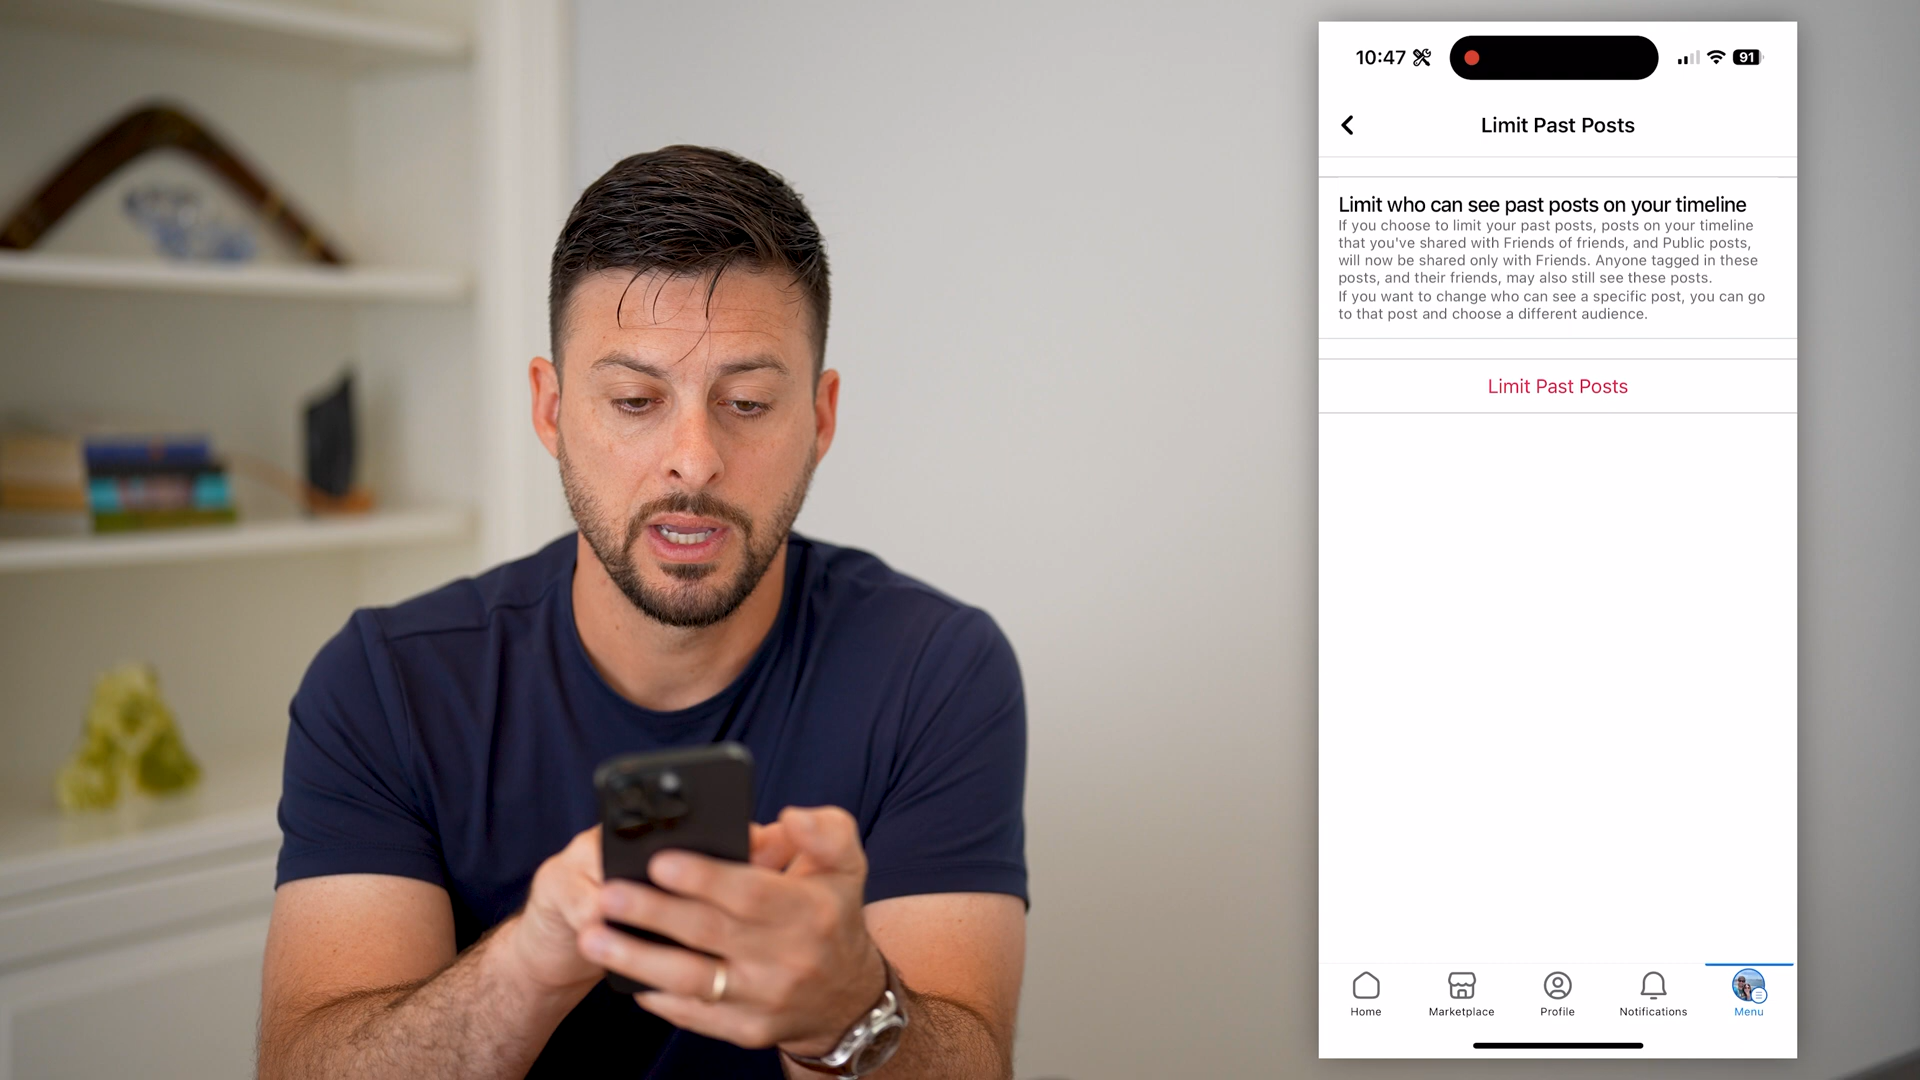 10:47
91
Limit Past Posts
Limit who can see past posts on your timeline
If you choose to limit your past posts, posts on your timeline
that you've shared with Friends of friends, and Public posts,
will now be shared only with Friends. Anyone tagged in these
posts, and their friends, may also still see these posts.
If you want to change who can see a specific post, you can go
to that post and choose a different audience.
Limit Past Posts
Home
Marketplace
Profile
Notifications
Menu